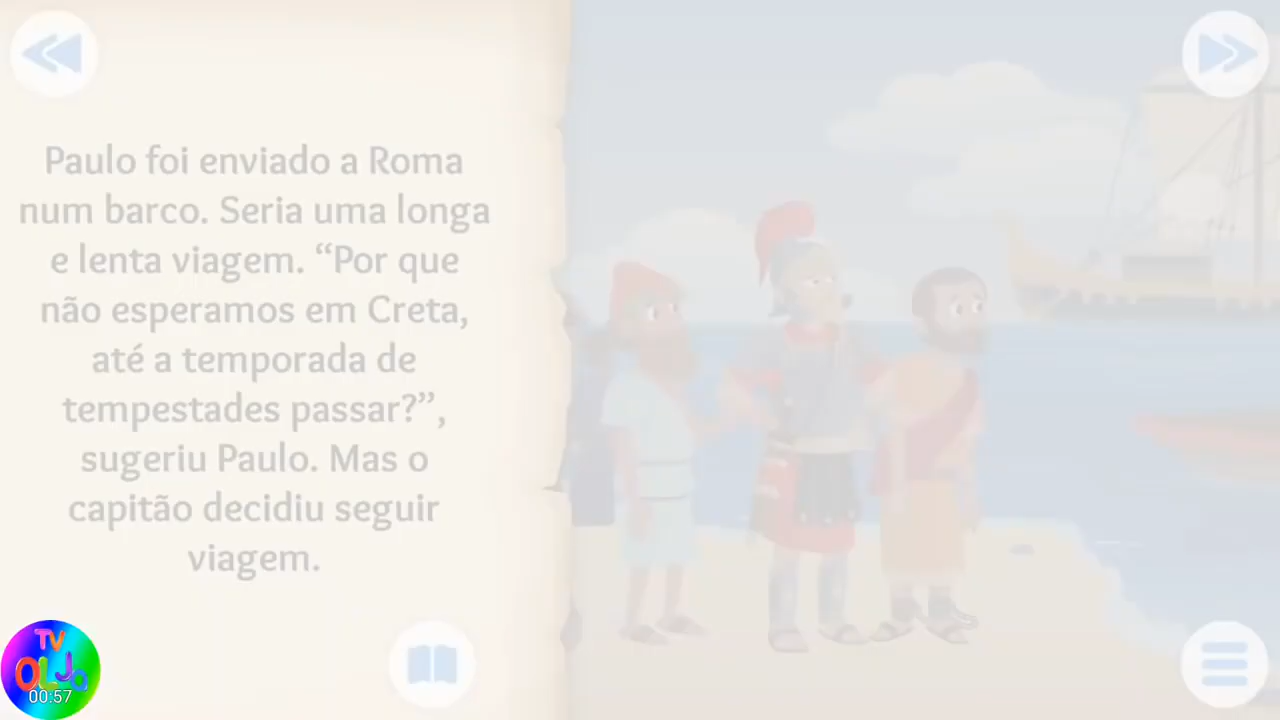 Paulo foi enviado a Roma
num barco. Seria uma longa
e lenta viagem. “Por que
não esperamos em Creta,
até a temporada de
tempestades passar?”,
sugeriu Paulo. Mas o
capitão decidiu seguir
viagem.
TV
00:57